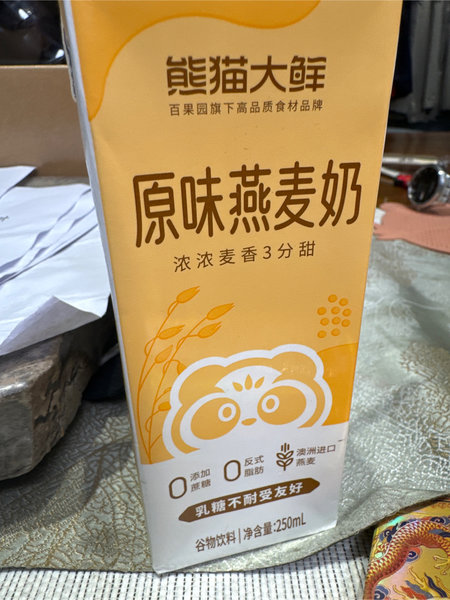 熊猫大鲜
百果园旗下高品质食材品牌
原味燕麦奶
浓浓麦香3分甜
0 添加蔗糖
0 反式脂肪
澳洲进口燕麦
乳糖不耐受友好
谷物饮料 | 净含量:250mL